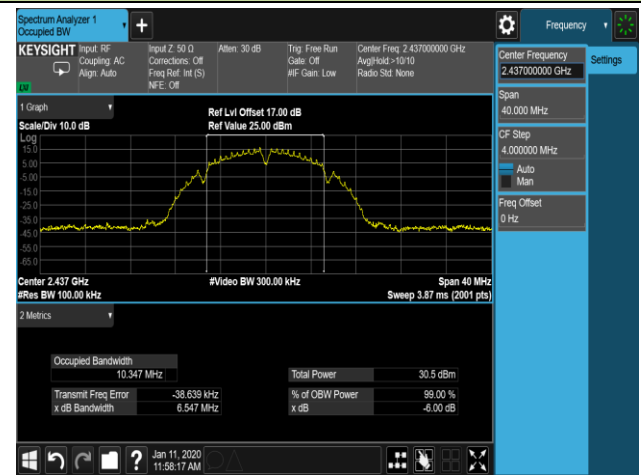 Spectrum Analyzer 1
Occupied BW
Frequency
KEYSIGHT
Input: RF
Coupling: AC
Align: Auto
Input Z: 50 Ω
Corrections: Off
Freq Ref: Int (S)
NFE: Off
Atten: 30 dB
Trig: Free Run
Gate: Off
#IF Gain: Low
Center Freq: 2.437000000 GHz
Avg|Hold:>10/10
Radio Std: None
Center Frequency
2.437000000 GHz
Settings
Span
40.000 MHz
CF Step
4.000000 MHz
Auto
Man
Freq Offset
0 Hz
1 Graph
Scale/Div 10.0 dB
Ref Lvl Offset 17.00 dB
Ref Value 25.00 dBm
Log
15.0
5.00
-5.00
-15.0
-25.0
-35.0
-45.0
-55.0
-65.0
Center 2.437 GHz
#Video BW 300.00 kHz
Span 40 MHz
#Res BW 100.00 kHz
Sweep 3.87 ms (2001 pts)
2 Metrics
Occupied Bandwidth
10.347 MHz
Total Power
30.5 dBm
Transmit Freq Error
-38.639 kHz
% of OBW Power
99.00 %
x dB Bandwidth
6.547 MHz
x dB
-6.00 dB
Jan 11, 2020
11:58:17 AM